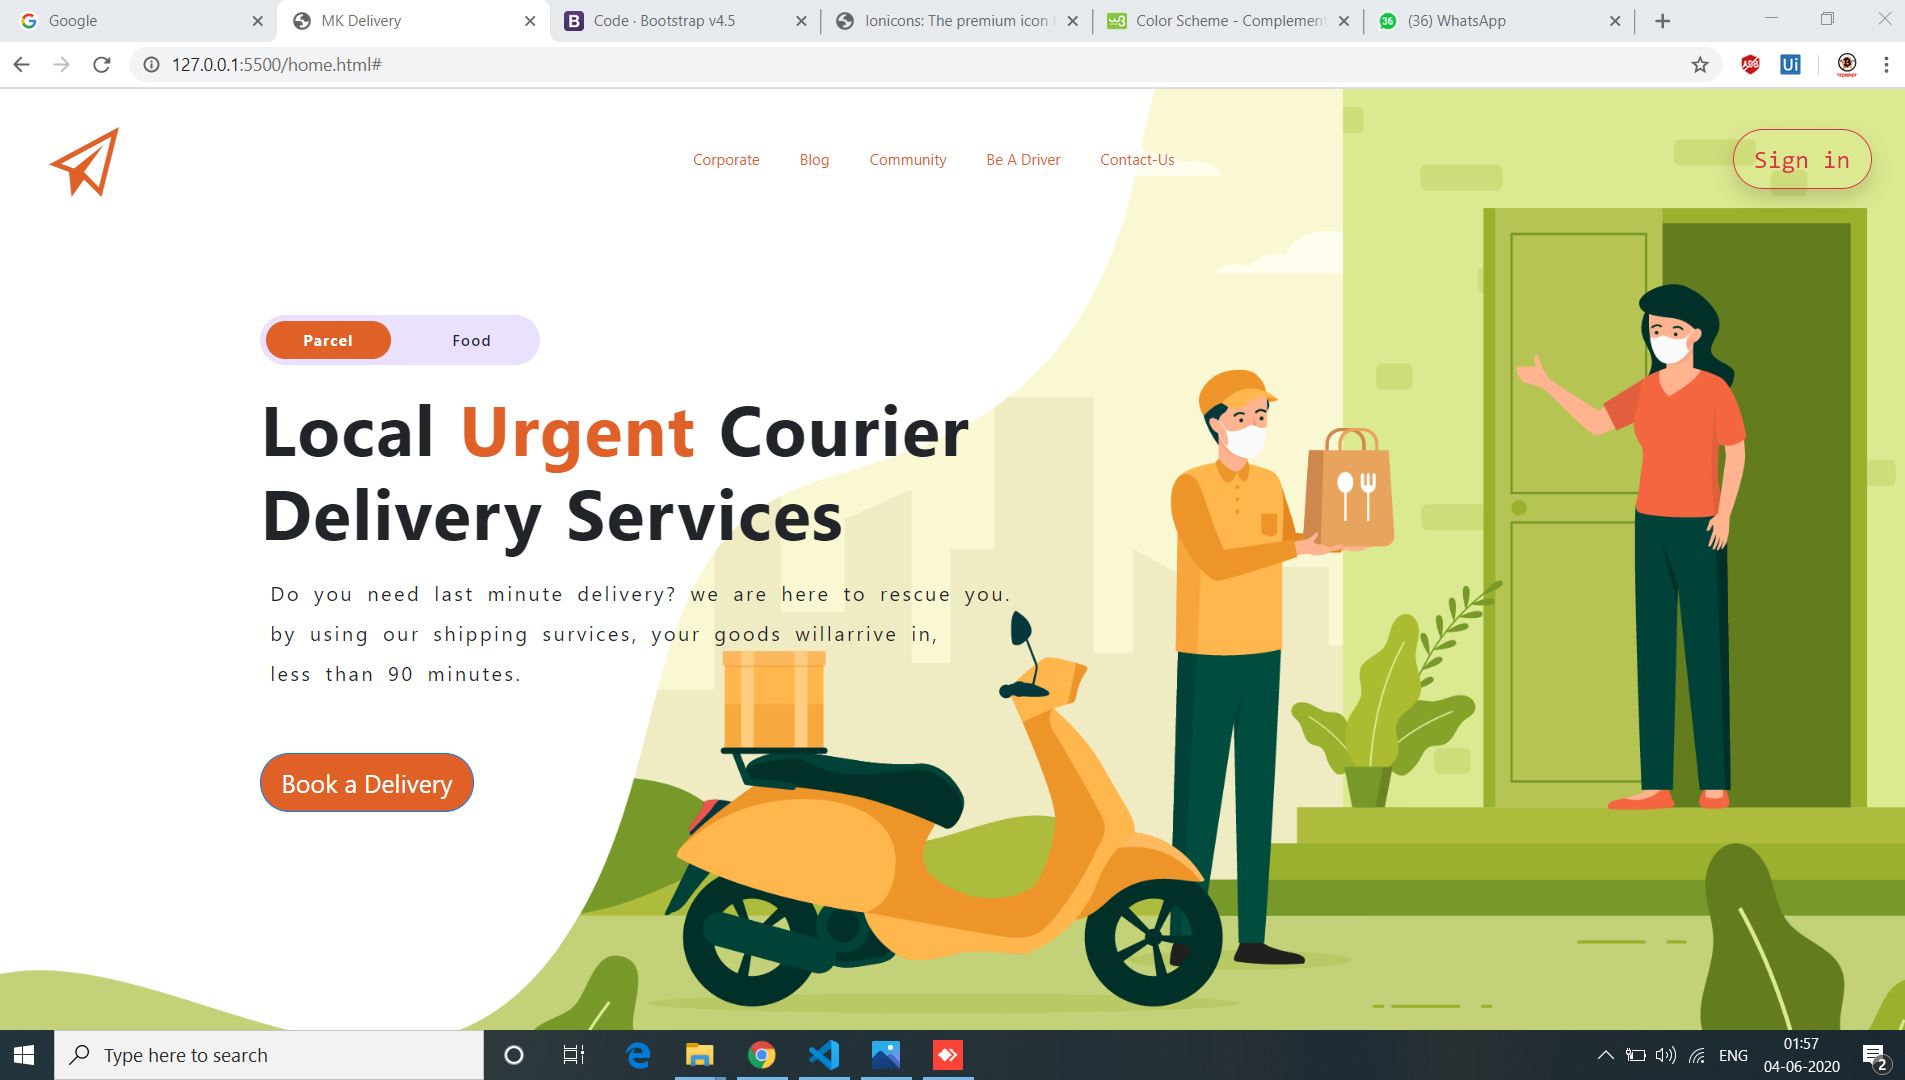 Google
MK Delivery
Code · Bootstrap v4.5
Ionicons: The premium icon
Color Scheme - Complement
(36) WhatsApp
127.0.0.1:5500/home.html#
Corporate
Blog
Community
Be A Driver
Contact-Us
Sign in
Parcel
Food
Local Urgent Courier
Delivery Services
Do you need last minute delivery? we are here to rescue you.
by using our shipping survices, your goods willarrive in,
less than 90 minutes.
Book a Delivery
Type here to search
ENG
01:57
04-06-2020
2